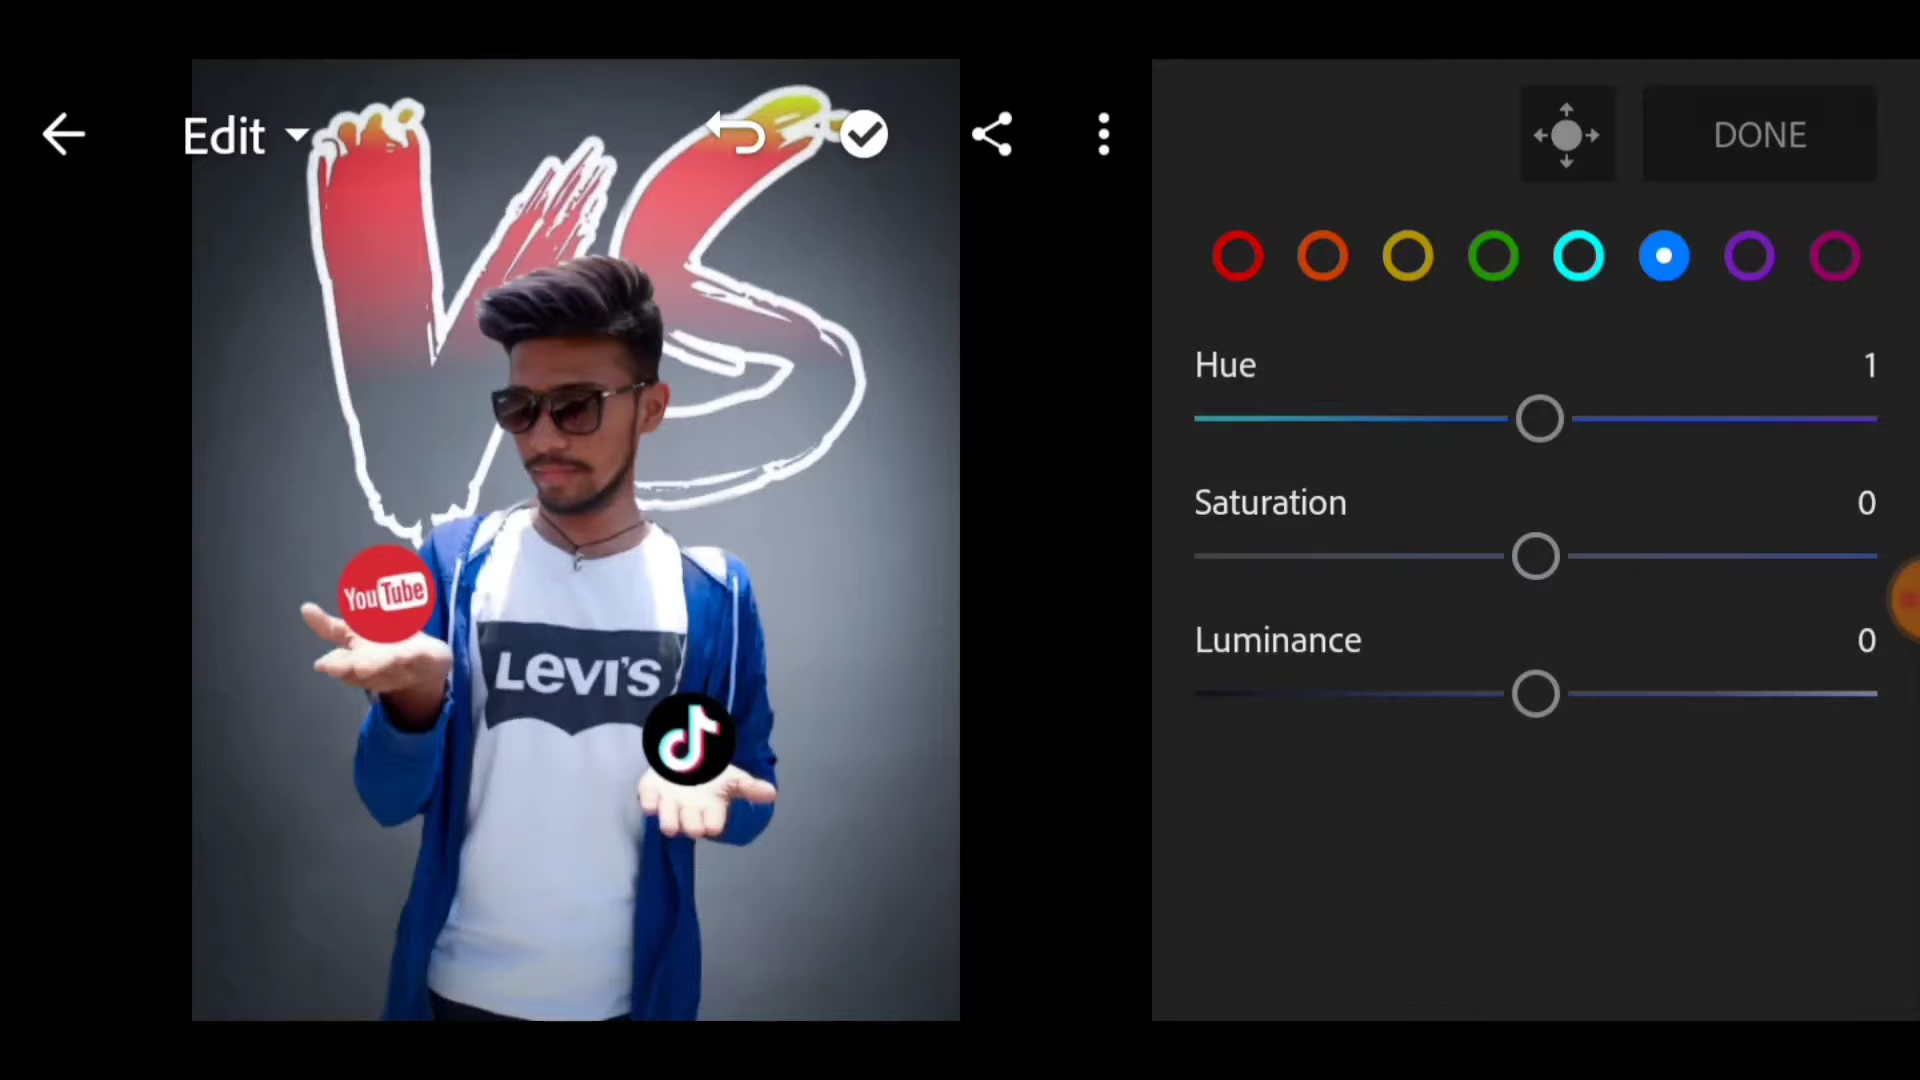 Edit
DONE
VS
Hue 1
Saturation 0
Luminance 0
YouTube
LEVI'S